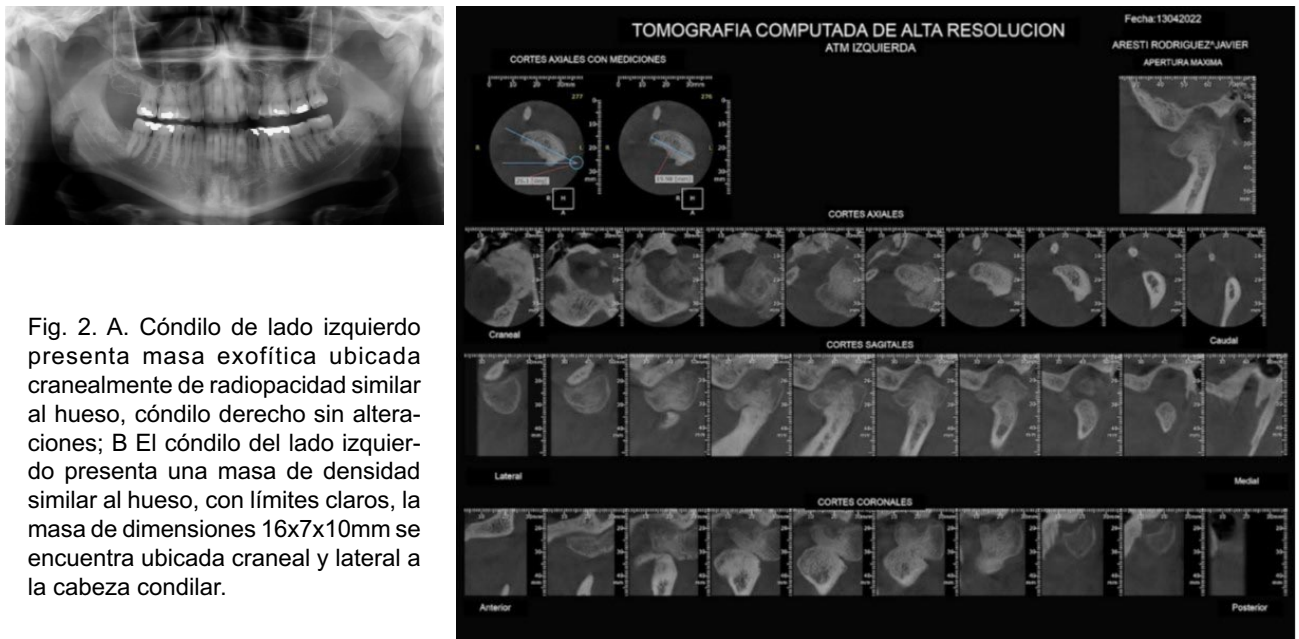 TOMOGRAFIA COMPUTADA DE ALTA RESOLUCION
ATM IZQUIERDA
Fecha:13042022
ARESTI RODRIGUEZ^JAVIER
APERTURA MAXIMA
CORTES AXIALES CON MEDICIONES
277
276
CORTES AXIALES
Craneal
Caudal
CORTES SAGITALES
Lateral
Medial
CORTES CORONALES
Anterior
Posterior
Fig. 2. A. Cóndilo de lado izquierdo
presenta masa exofítica ubicada
cranealmente de radiopacidad similar
al hueso, cóndilo derecho sin altera-
ciones; B El cóndilo del lado izquier-
do presenta una masa de densidad
similar al hueso, con límites claros, la
masa de dimensiones 16x7x10mm se
encuentra ubicada craneal y lateral a
la cabeza condilar.